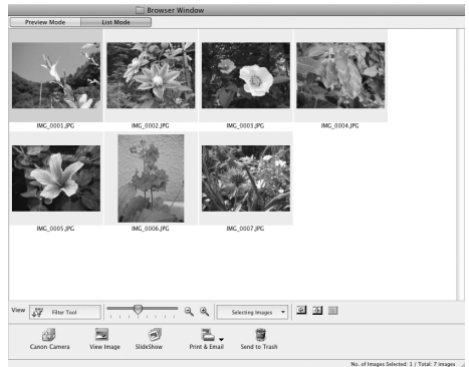 Browser Window
Preview Mode
List Mode
IMG_0001.JPG
IMG_0002.JPG
IMG_0003.JPG
IMG_0004.JPG
IMG_0005.JPG
IMG_0006.JPG
IMG_0007.JPG
View
Filter Tool
Selecting Images
Canon Camera
View Image
SlideShow
Print & Email
Send to Trash
No. of Images Selected: 1 / Total: 7 images